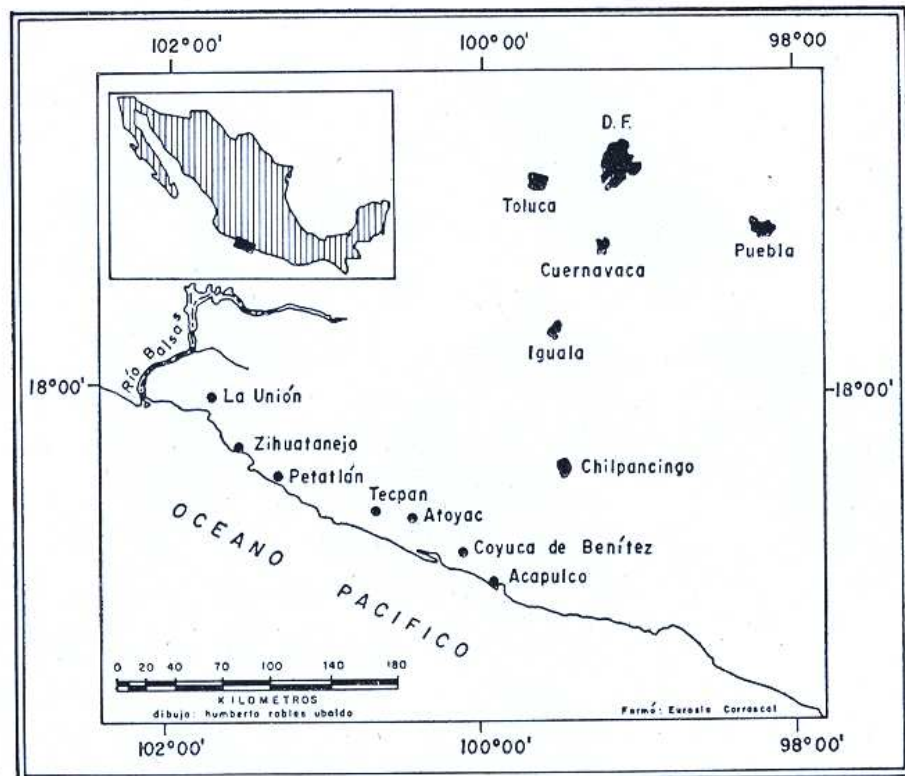 102°00'
100°00'
98°00
D. F.
Toluca
Cuernavaca
Puebla
Río Balsas
Iguala
18°00'
18°00'
La Unión
Zihuatanejo
Petatlán
Chilpancingo
Tecpan
Atoyac
Coyuca de Benítez
Acapulco
OCEANO PACIFICO
0 20 40 70 100 140 180
KILOMETROS
dibujo: humberto robles ubaldo
Formó: Eurosia Carrascal
102°00'
100°00'
98°00'